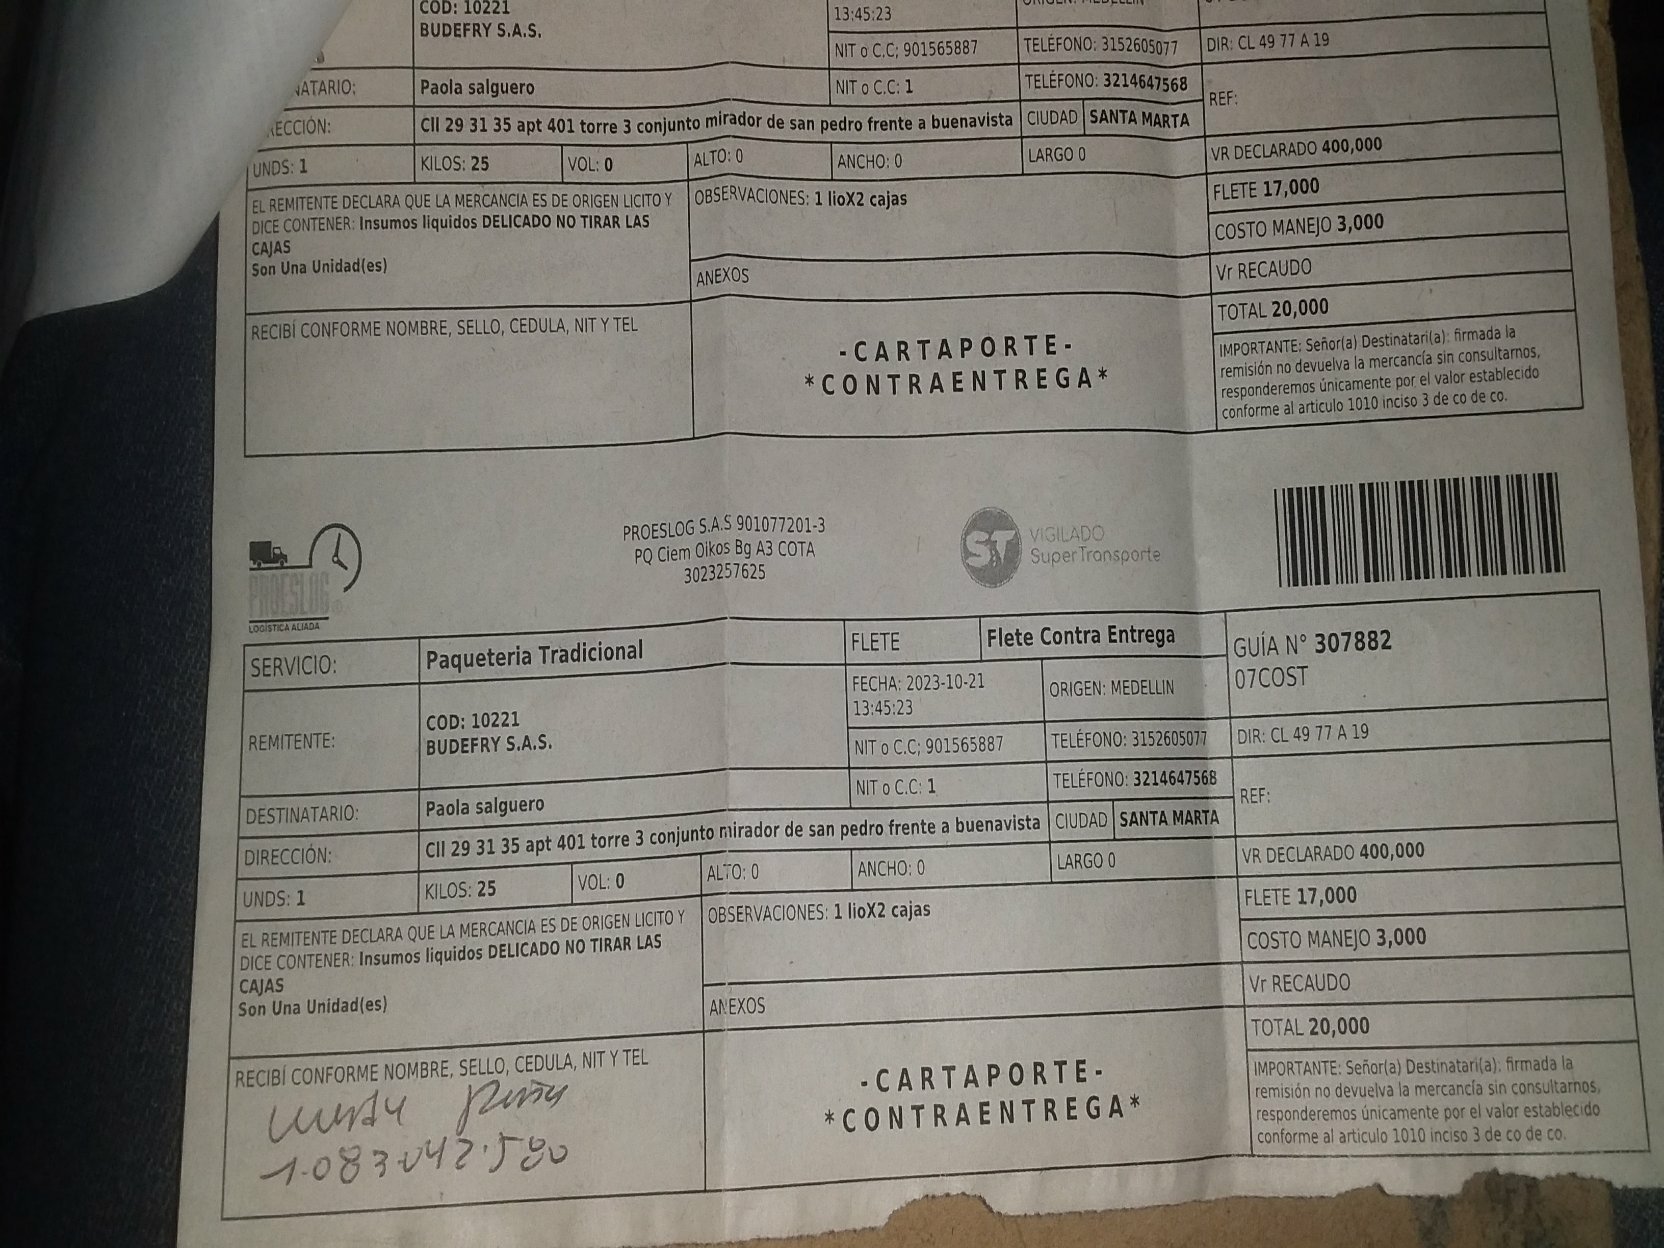 COD: 10221
BUDEFRY S.A.S.
13:45:23
NIT o C.C; 901565887
TELÉFONO: 3152605077
DIR: CL 49 77 A 19
NATARIO:
Paola salguero
NIT o C.C: 1
TELÉFONO: 3214647568
REF:
RECCIÓN:
Cll 29 31 35 apt 401 torre 3 conjunto mirador de san pedro frente a buenavista
CIUDAD
SANTA MARTA
UNDS: 1
KILOS: 25
VOL: 0
ALTO: 0
ANCHO: 0
LARGO 0
VR DECLARADO 400,000
EL REMITENTE DECLARA QUE LA MERCANCIA ES DE ORIGEN LICITO Y
DICE CONTENER: Insumos liquidos DELICADO NO TIRAR LAS
CAJAS
Son Una Unidad(es)
OBSERVACIONES: 1 lioX2 cajas
FLETE 17,000
COSTO MANEJO 3,000
ANEXOS
Vr RECAUDO
TOTAL 20,000
RECIBÍ CONFORME NOMBRE, SELLO, CEDULA, NIT Y TEL
-CARTAPORTE-
*CONTRAENTREGA*
IMPORTANTE: Señor(a) Destinatari(a): firmada la
remisión no devuelva la mercancía sin consultarnos,
responderemos únicamente por el valor establecido
conforme al articulo 1010 inciso 3 de co de co.
PROESLOG
LOGÍSTICA ALIADA
PROESLOG S.A.S 901077201-3
PQ Ciem Oikos Bg A3 COTA
3023257625
ST
VIGILADO
SuperTransporte
SERVICIO:
Paqueteria Tradicional
FLETE
Flete Contra Entrega
GUÍA N° 307882
07COST
REMITENTE:
COD: 10221
BUDEFRY S.A.S.
FECHA: 2023-10-21
13:45:23
ORIGEN: MEDELLIN
NIT o C.C; 901565887
TELÉFONO: 3152605077
DIR: CL 49 77 A 19
DESTINATARIO:
Paola salguero
NIT o C.C: 1
TELÉFONO: 3214647568
REF:
DIRECCIÓN:
Cll 29 31 35 apt 401 torre 3 conjunto mirador de san pedro frente a buenavista
CIUDAD
SANTA MARTA
UNDS: 1
KILOS: 25
VOL: 0
ALTO: 0
ANCHO: 0
LARGO 0
VR DECLARADO 400,000
EL REMITENTE DECLARA QUE LA MERCANCIA ES DE ORIGEN LICITO Y
DICE CONTENER: Insumos liquidos DELICADO NO TIRAR LAS
CAJAS
Son Una Unidad(es)
OBSERVACIONES: 1 lioX2 cajas
FLETE 17,000
COSTO MANEJO 3,000
ANEXOS
Vr RECAUDO
TOTAL 20,000
RECIBÍ CONFORME NOMBRE, SELLO, CEDULA, NIT Y TEL
1.083.042.580
-CARTAPORTE-
*CONTRAENTREGA*
IMPORTANTE: Señor(a) Destinatari(a): firmada la
remisión no devuelva la mercancía sin consultarnos,
responderemos únicamente por el valor establecido
conforme al articulo 1010 inciso 3 de co de co.